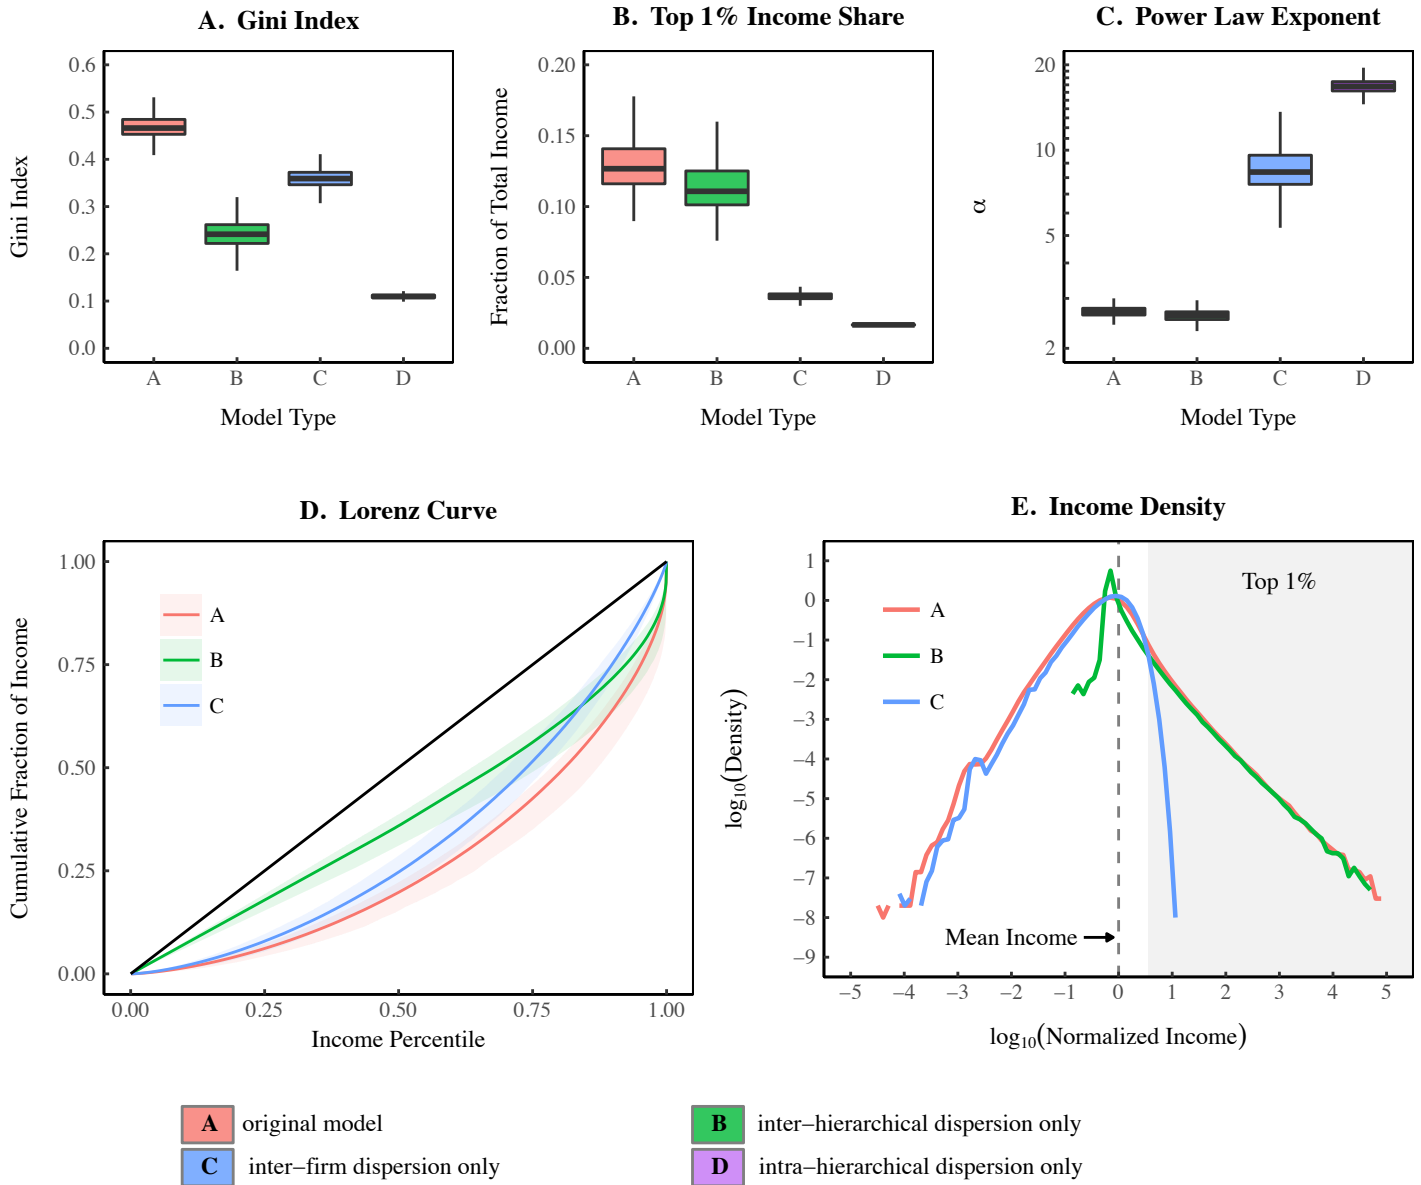 A. Gini Index
B. Top 1% Income Share
C. Power Law Exponent
Gini Index
0.6
0.5
0.4
0.3
0.2
0.1
0.0
A B C D
Model Type
Fraction of Total Income
0.20
0.15
0.10
0.05
0.00
A B C D
Model Type
α
20
10
5
2
A B C D
Model Type
D. Lorenz Curve
Cumulative Fraction of Income
1.00
0.75
0.50
0.25
0.00
A
B
C
0.00 0.25 0.50 0.75 1.00
Income Percentile
E. Income Density
log₁₀(Density)
1
0
−1
−2
−3
−4
−5
−6
−7
−8
−9
A
B
C
Top 1%
Mean Income
−5 −4 −3 −2 −1 0 1 2 3 4 5
log₁₀(Normalized Income)
A original model
B inter−hierarchical dispersion only
C inter−firm dispersion only
D intra−hierarchical dispersion only